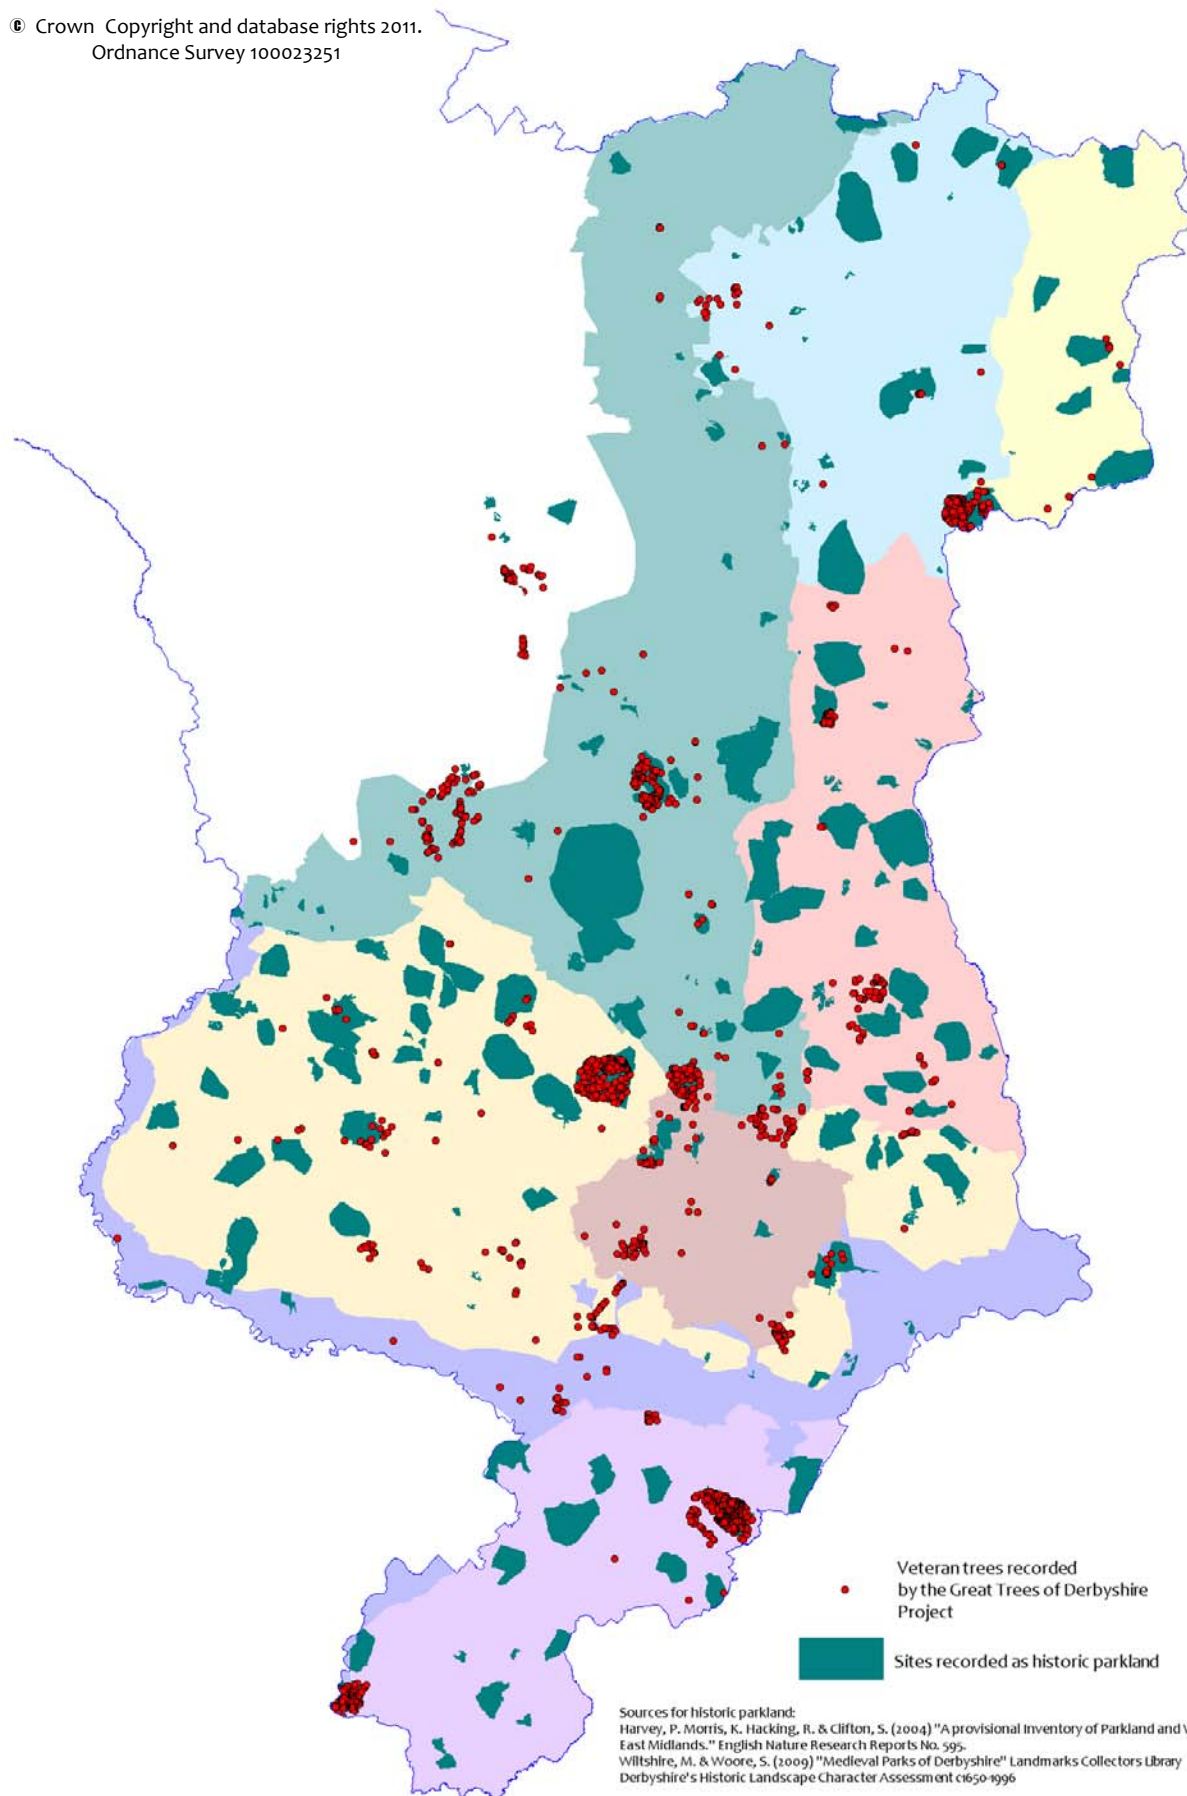 © Crown Copyright and database rights 2011.
Ordnance Survey 100023251
Veteran trees recorded
by the Great Trees of Derbyshire
Project
Sites recorded as historic parkland
Sources for historic parkland:
Harvey, P. Morris, K. Hacking, R. & Clifton, S. (2004) "A provisional Inventory of Parkland and
East Midlands." English Nature Research Reports No. 595.
Wiltshire, M. & Woore, S. (2009) "Medieval Parks of Derbyshire" Landmarks Collectors Library
Derbyshire's Historic Landscape Character Assessment c1650-1996